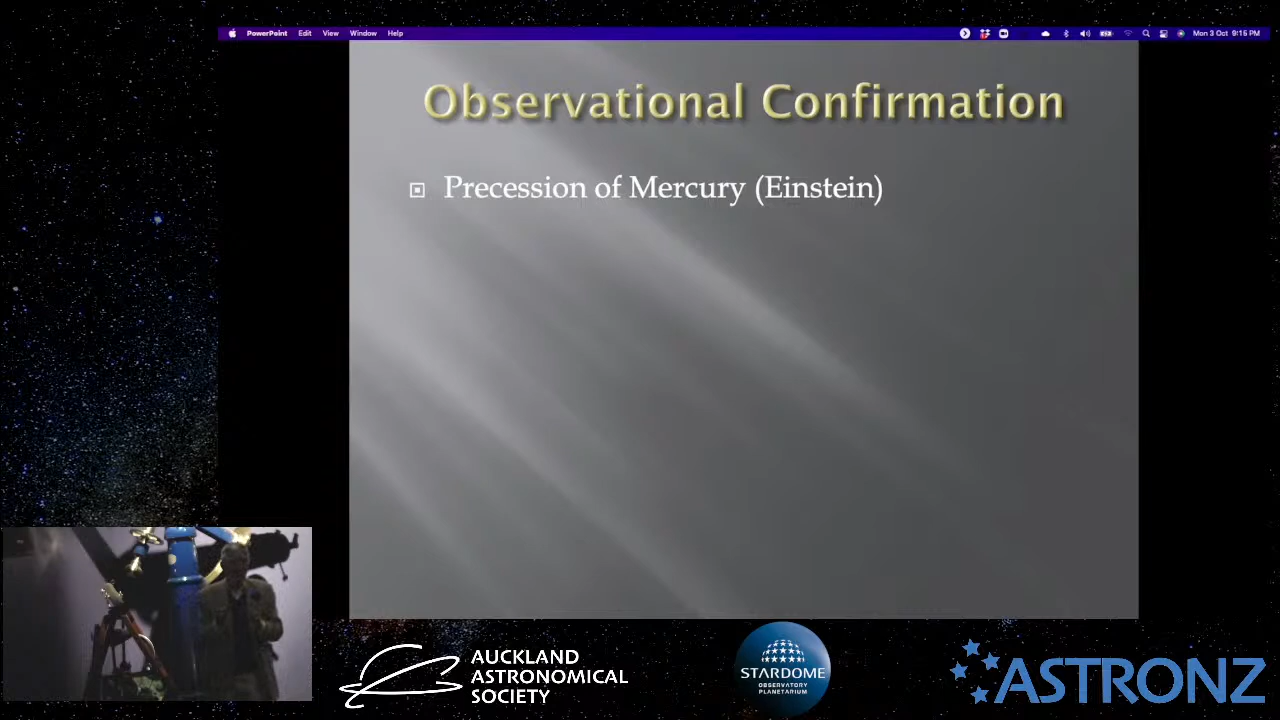 PowerPoint Edit View Window Help Mon 3 Oct 9:15 PM
Observational Confirmation
Precession of Mercury (Einstein)
AUCKLAND
ASTRONOMICAL
SOCIETY
STARDOME
OBSERVATORY
PLANETARIUM
ASTRONZ